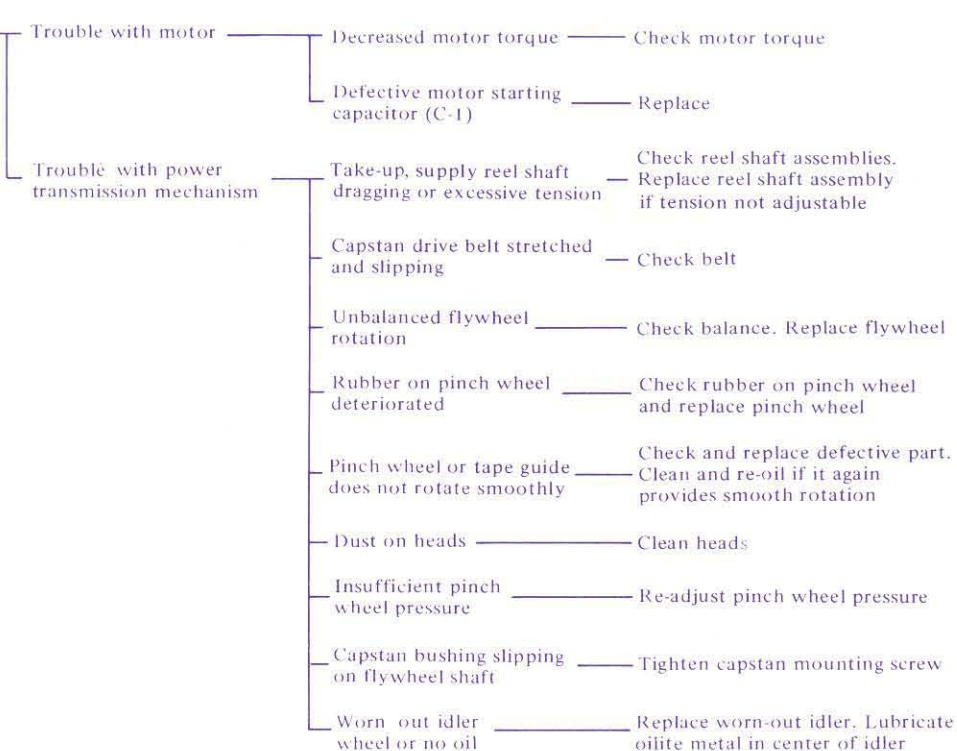 Trouble with motor
Decreased motor torque
Check motor torque
Defective motor starting
capacitor (C-1)
Replace
Trouble with power
transmission mechanism
Take-up, supply reel shaft
dragging or excessive tension
Check reel shaft assemblies.
Replace reel shaft assembly
if tension not adjustable
Capstan drive belt stretched
and slipping
Check belt
Unbalanced flywheel
rotation
Check balance. Replace flywheel
Rubber on pinch wheel
deteriorated
Check rubber on pinch wheel
and replace pinch wheel
Pinch wheel or tape guide
does not rotate smoothly
Check and replace defective part.
Clean and re-oil if it again
provides smooth rotation
Dust on heads
Clean heads
Insufficient pinch
wheel pressure
Re-adjust pinch wheel pressure
Capstan bushing slipping
on flywheel shaft
Tighten capstan mounting screw
Worn out idler
wheel or no oil
Replace worn-out idler. Lubricate
oilite metal in center of idler